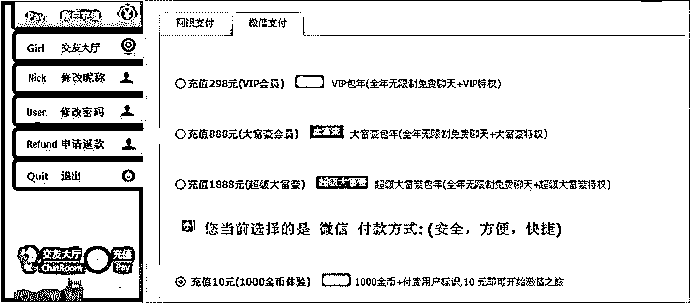 Pay
Girl 交友大厅
Nick 修改昵称
User 修改密码
Refund 申请退款
Quit 退出
交友大厅
ChatRoom
充值
Pay
网银支付
微信支付
充值298元(VIP会员) VIP包年(全年无限制免费聊天+VIP特权)
充值888元(大富豪会员) 大富豪 大富豪包年(全年无限制免费聊天+大富豪特权)
充值1888元(超级大富豪) 超级大富豪 超级大富豪包年(全年无限制免费聊天+超级大富豪特权)
您当前选择的是 微信 付款方式:(安全，方便，快捷)
充值10元(1000金币体验) 1000金币+付费用户标识,10 元即可开始激情之旅